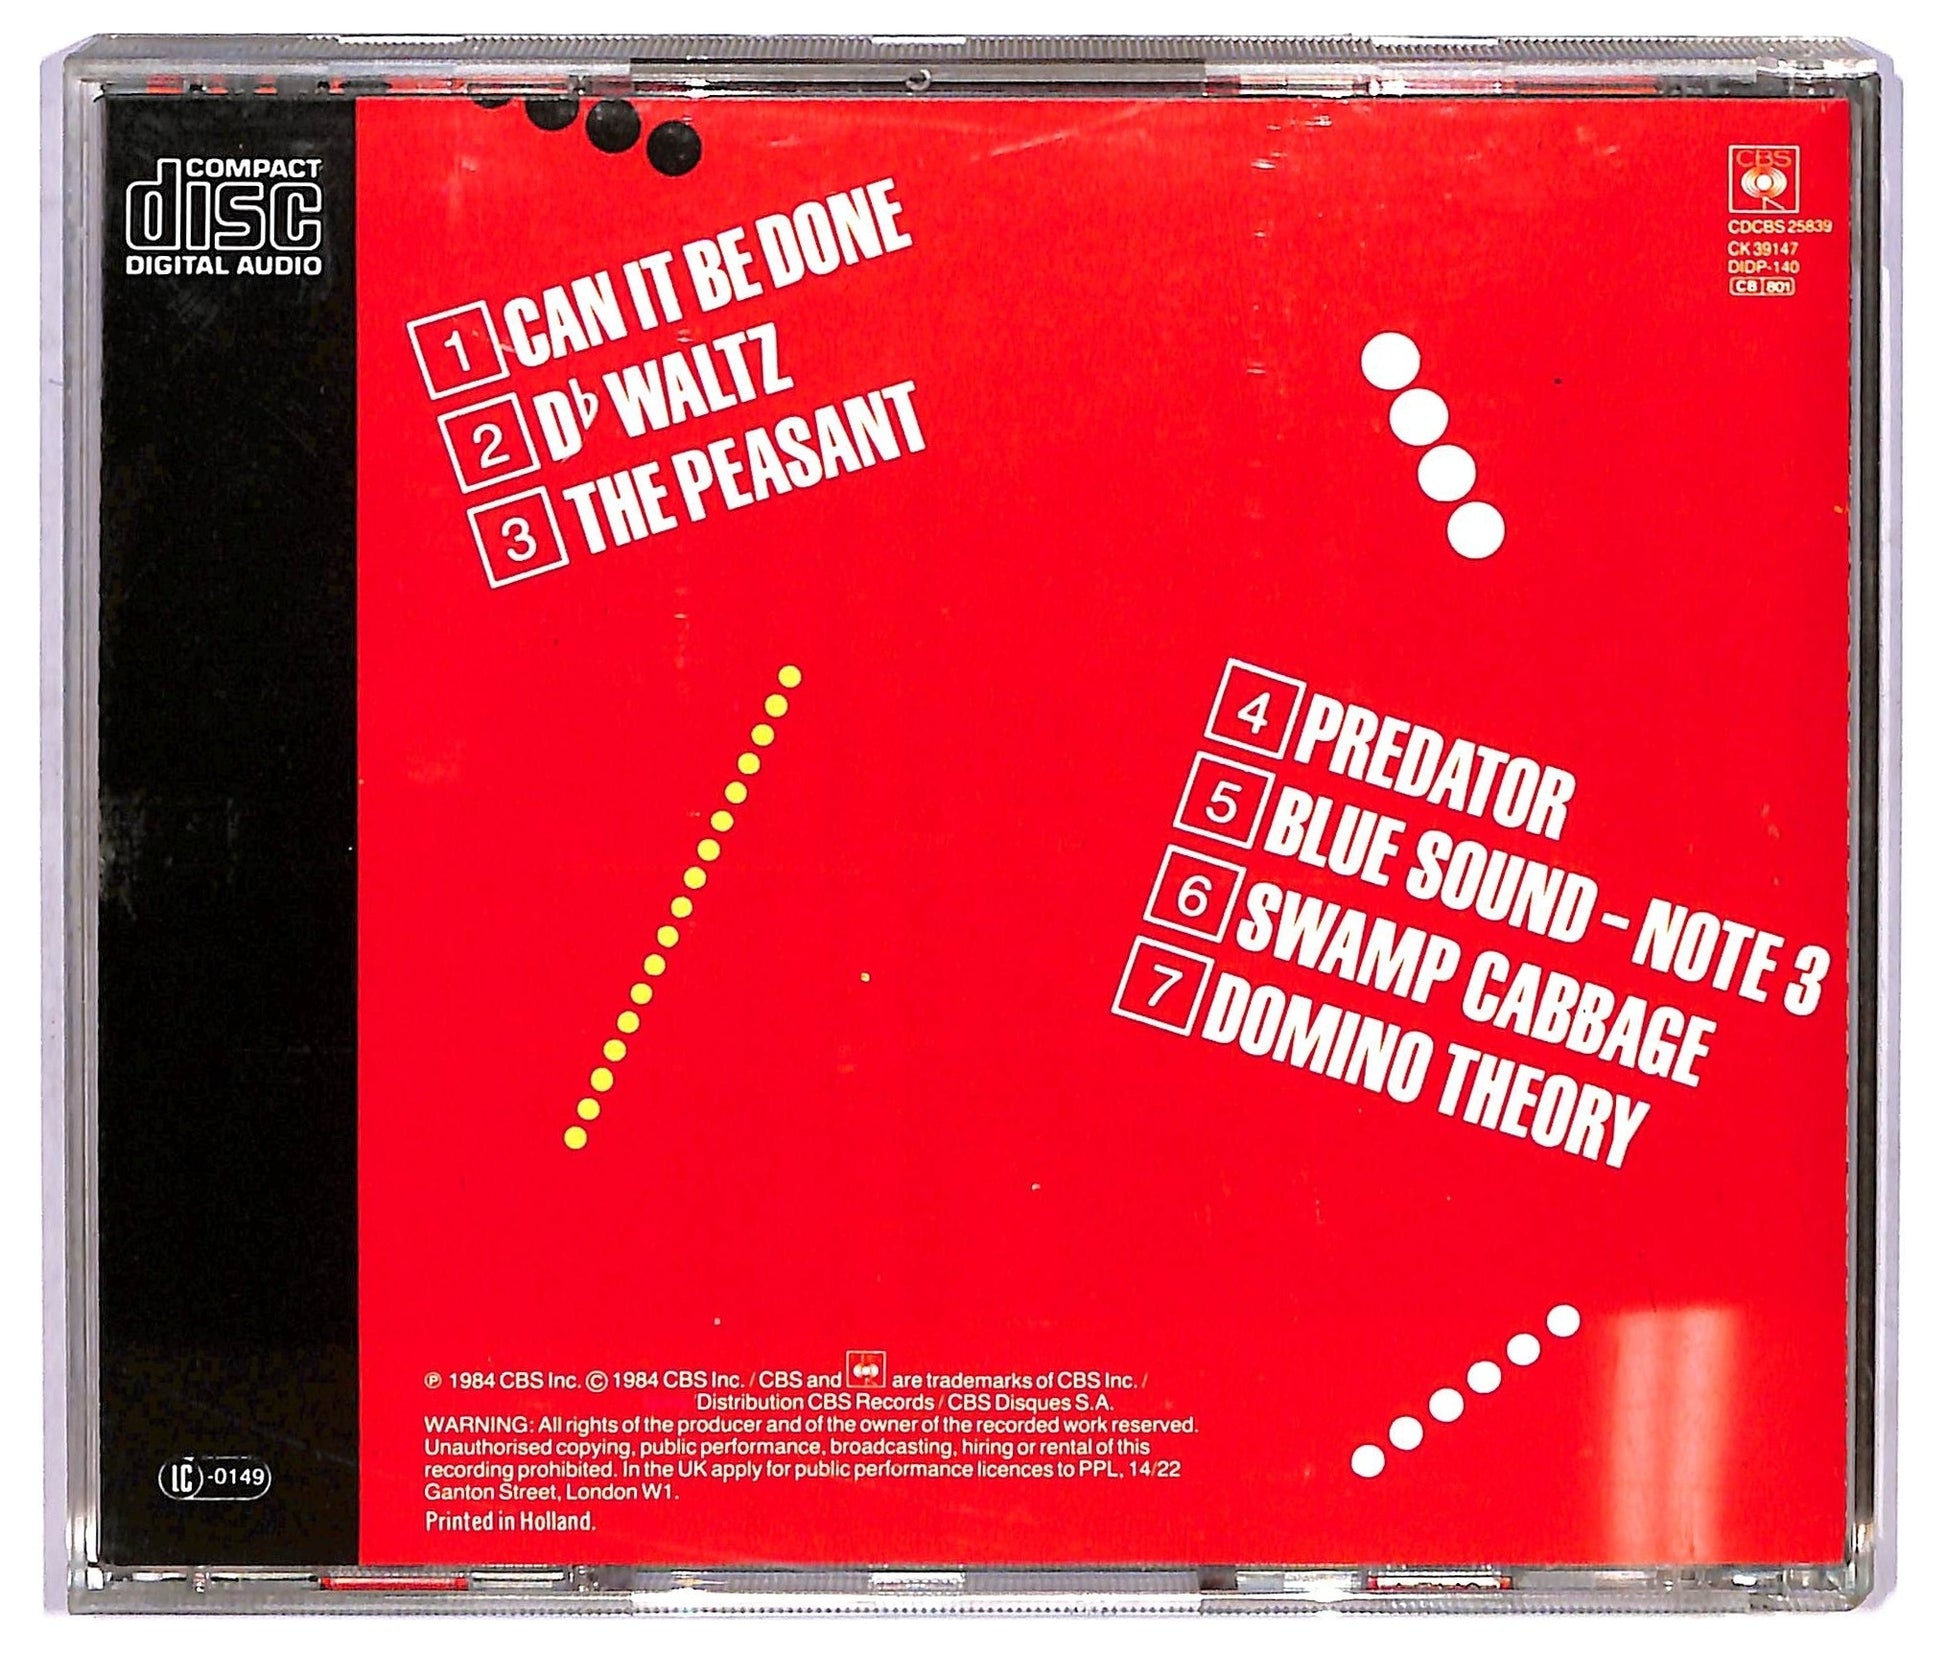 COMPACT
disc
DIGITAL AUDIO
1 CAN IT BE DONE
2 D♭ WALTZ
3 THE PEASANT
CBS
CDCBS 25839
CK 39147
DIDP-140
CB 801
4 PREDATOR
5 BLUE SOUND – NOTE 3
6 SWAMP CABBAGE
7 DOMINO THEORY
℗ 1984 CBS Inc. © 1984 CBS Inc. / CBS and are trademarks of CBS Inc. /
Distribution CBS Records / CBS Disques S.A.
WARNING: All rights of the producer and of the owner of the recorded work reserved.
Unauthorised copying, public performance, broadcasting, hiring or rental of this
recording prohibited. In the UK apply for public performance licences to PPL, 14/22
Ganton Street, London W1.
Printed in Holland.
LC -0149